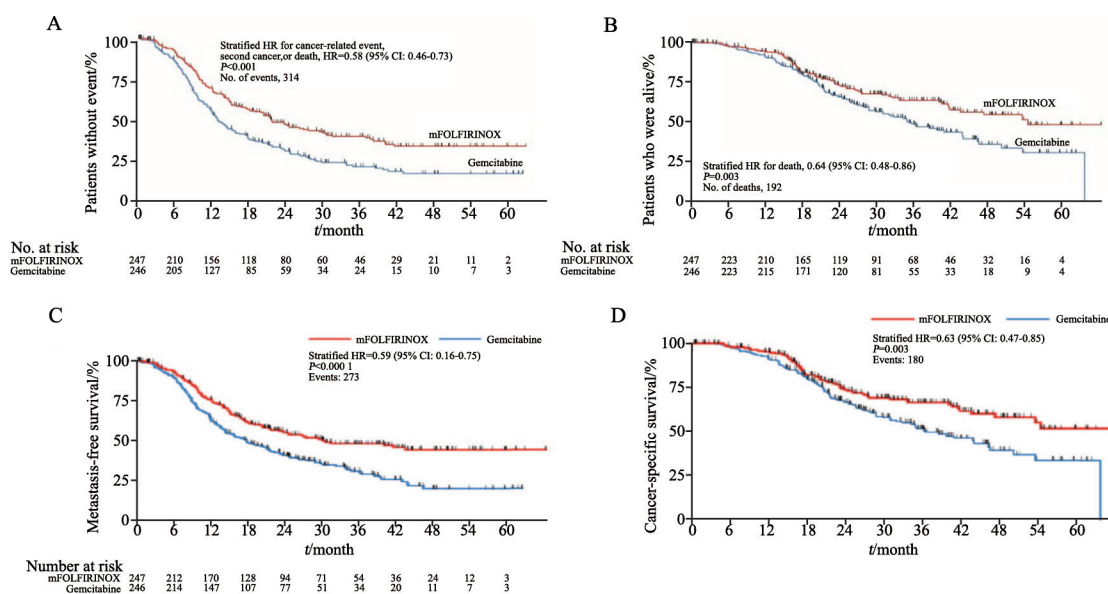 A
Patients without event/%
100
75
50
25
0
Stratified HR for cancer-related event,
second cancer,or death, HR=0.58 (95% CI: 0.46-0.73)
P<0.001
No. of events, 314
mFOLFIRINOX
Gemcitabine
0 6 12 18 24 30 36 42 48 54 60
t/month
No. at risk
mFOLFIRINOX 247 210 156 118 80 60 46 29 21 11 4
Gemcitabine 246 205 127 85 59 34 24 15 10 7 3
B
Patients who were alive/%
100
75
50
25
0
mFOLFIRINOX
Gemcitabine
Stratified HR for death, 0.64 (95% CI: 0.48-0.86)
P=0.003
No. of deaths, 192
0 6 12 18 24 30 36 42 48 54 60
t/month
No. at risk
mFOLFIRINOX 247 223 210 165 119 91 68 46 32 16 4
Gemcitabine 246 223 215 171 120 81 55 33 18 9 4
C
Metastasis-free survival/%
100
75
50
25
0
mFOLFIRINOX Gemcitabine
Stratified HR=0.59 (95% CI: 0.16-0.75)
P<0.000 1
Events: 273
0 6 12 18 24 30 36 42 48 54 60
t/month
Number at risk
mFOLFIRINOX 247 212 170 128 94 71 54 36 24 12 3
Gemcitabine 246 214 147 107 77 51 34 20 11 7 3
D
Cancer-specific survival/%
100
75
50
25
0
mFOLFIRINOX Gemcitabine
Stratified HR=0.63 (95% CI: 0.47-0.85)
P=0.003
Events: 180
0 6 12 18 24 30 36 42 48 54 60
t/month